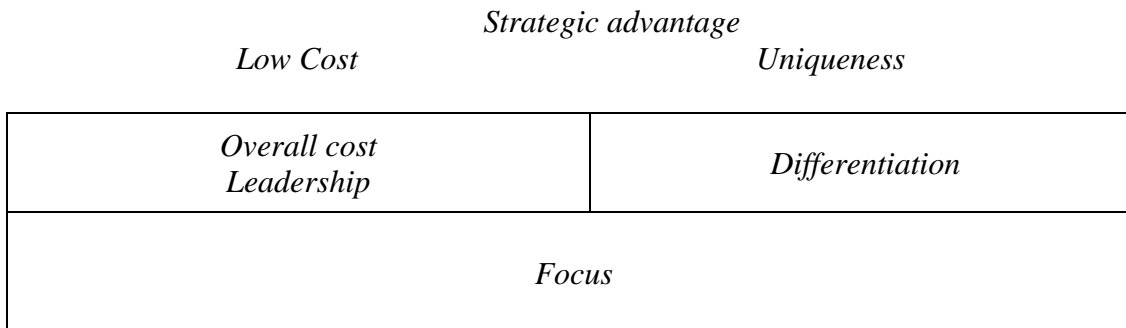 Strategic advantage
Low Cost Uniqueness
Overall cost
Leadership
Differentiation
Focus